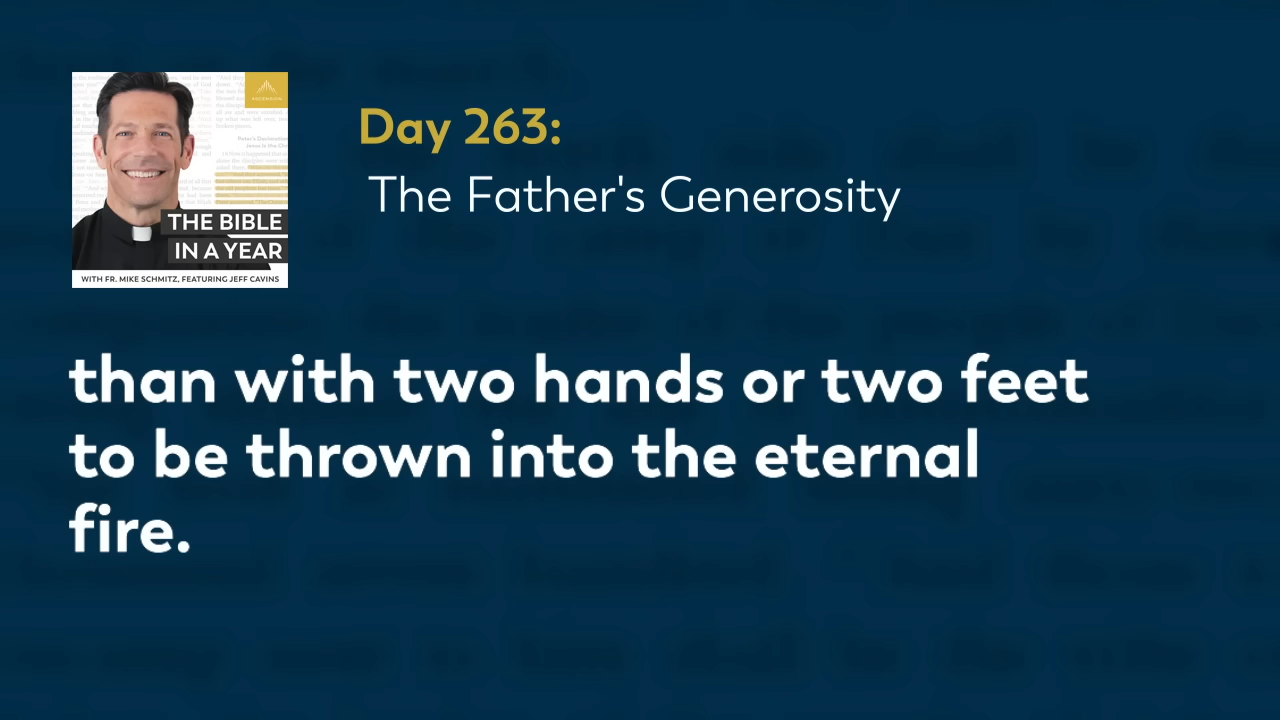 Day 263:
The Father's Generosity
ASCENSION
THE BIBLE
IN A YEAR
WITH FR. MIKE SCHMITZ, FEATURING JEFF CAVINS
than with two hands or two feet
to be thrown into the eternal
fire.